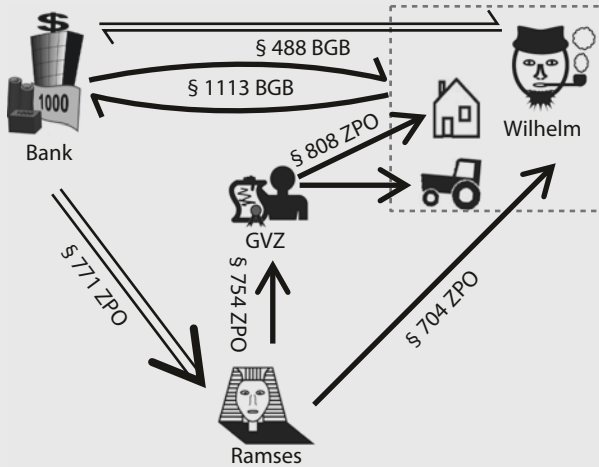 $
§ 488 BGB
§ 1113 BGB
1000
Bank
Wilhelm
§ 808 ZPO
GVZ
§ 771 ZPO
§ 754 ZPO
§ 704 ZPO
Ramses